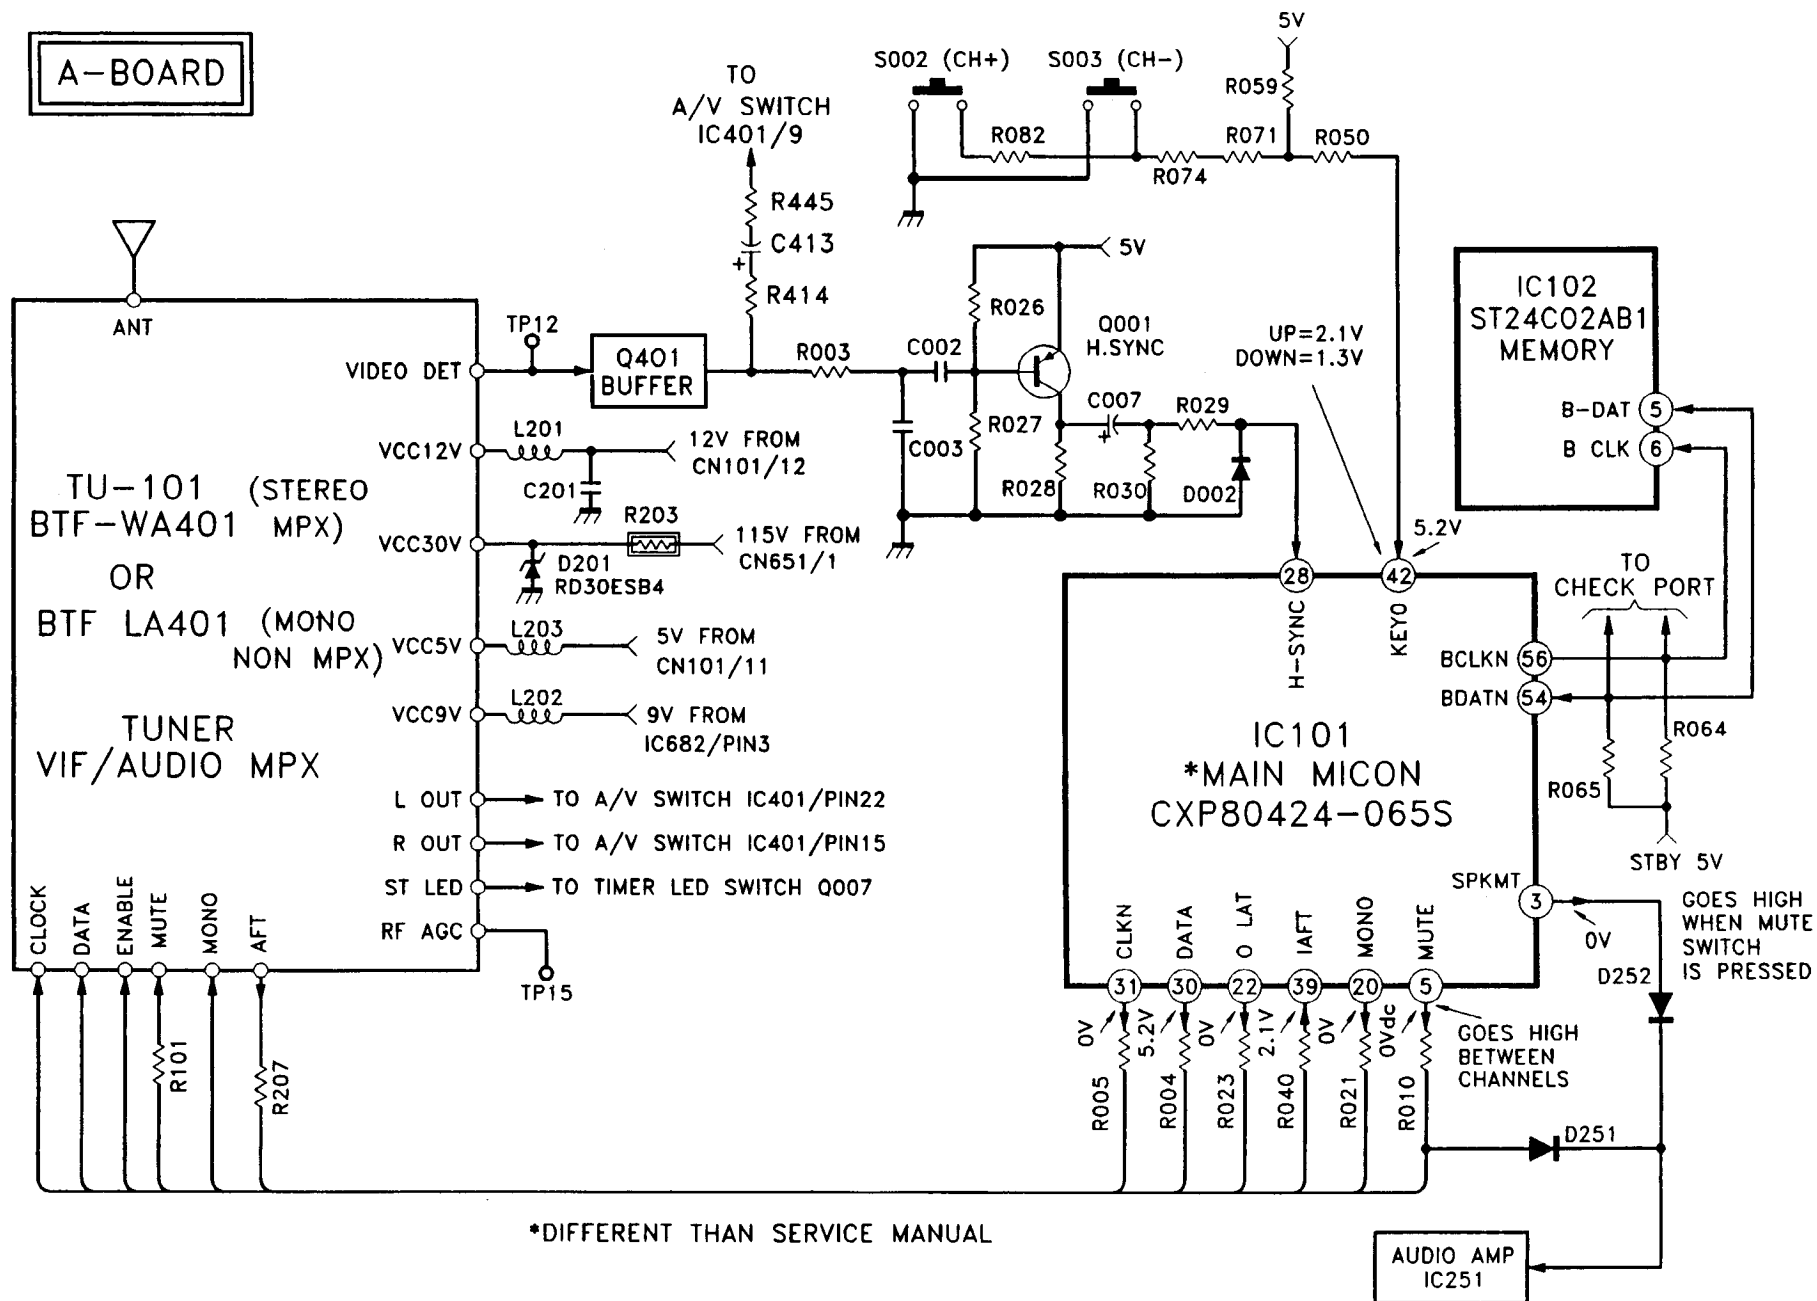 A-BOARD
TO
A/V SWITCH
IC401/9
R445
C413
+
R414
S002 (CH+)
S003 (CH-)
5V
R059
R082
R071
R050
R074
5V
ANT
TP12
VIDEO DET
Q401
BUFFER
R003
C002
C003
R026
R027
Q001
H.SYNC
R028
C007
+
R029
R030
D002
UP=2.1V
DOWN=1.3V
IC102
ST24C02AB1
MEMORY
B-DAT
5
B CLK
6
TU-101 (STEREO
BTF-WA401 MPX)
OR
BTF LA401 (MONO
NON MPX)
TUNER
VIF/AUDIO MPX
VCC12V
L201
12V FROM
CN101/12
C201
VCC30V
R203
115V FROM
CN651/1
D201
RD30ESB4
VCC5V
L203
5V FROM
CN101/11
VCC9V
L202
9V FROM
IC682/PIN3
L OUT
TO A/V SWITCH IC401/PIN22
R OUT
TO A/V SWITCH IC401/PIN15
ST LED
TO TIMER LED SWITCH Q007
RF AGC
TP15
CLOCK
DATA
ENABLE
MUTE
MONO
AFT
R101
R207
28
H-SYNC
42
KEY0
5.2V
TO
CHECK PORT
BCLKN
56
BDATN
54
R064
R065
STBY 5V
IC101
*MAIN MICON
CXP80424-065S
SPKMT
3
0V
GOES HIGH
WHEN MUTE
SWITCH
IS PRESSED
D252
CLKN
DATA
O LAT
IAFT
MONO
MUTE
31
30
22
39
20
5
0V
5.2V
0V
2.1V
0V
0Vdc
GOES HIGH
BETWEEN
CHANNELS
R005
R004
R023
R040
R021
R010
D251
*DIFFERENT THAN SERVICE MANUAL
AUDIO AMP
IC251